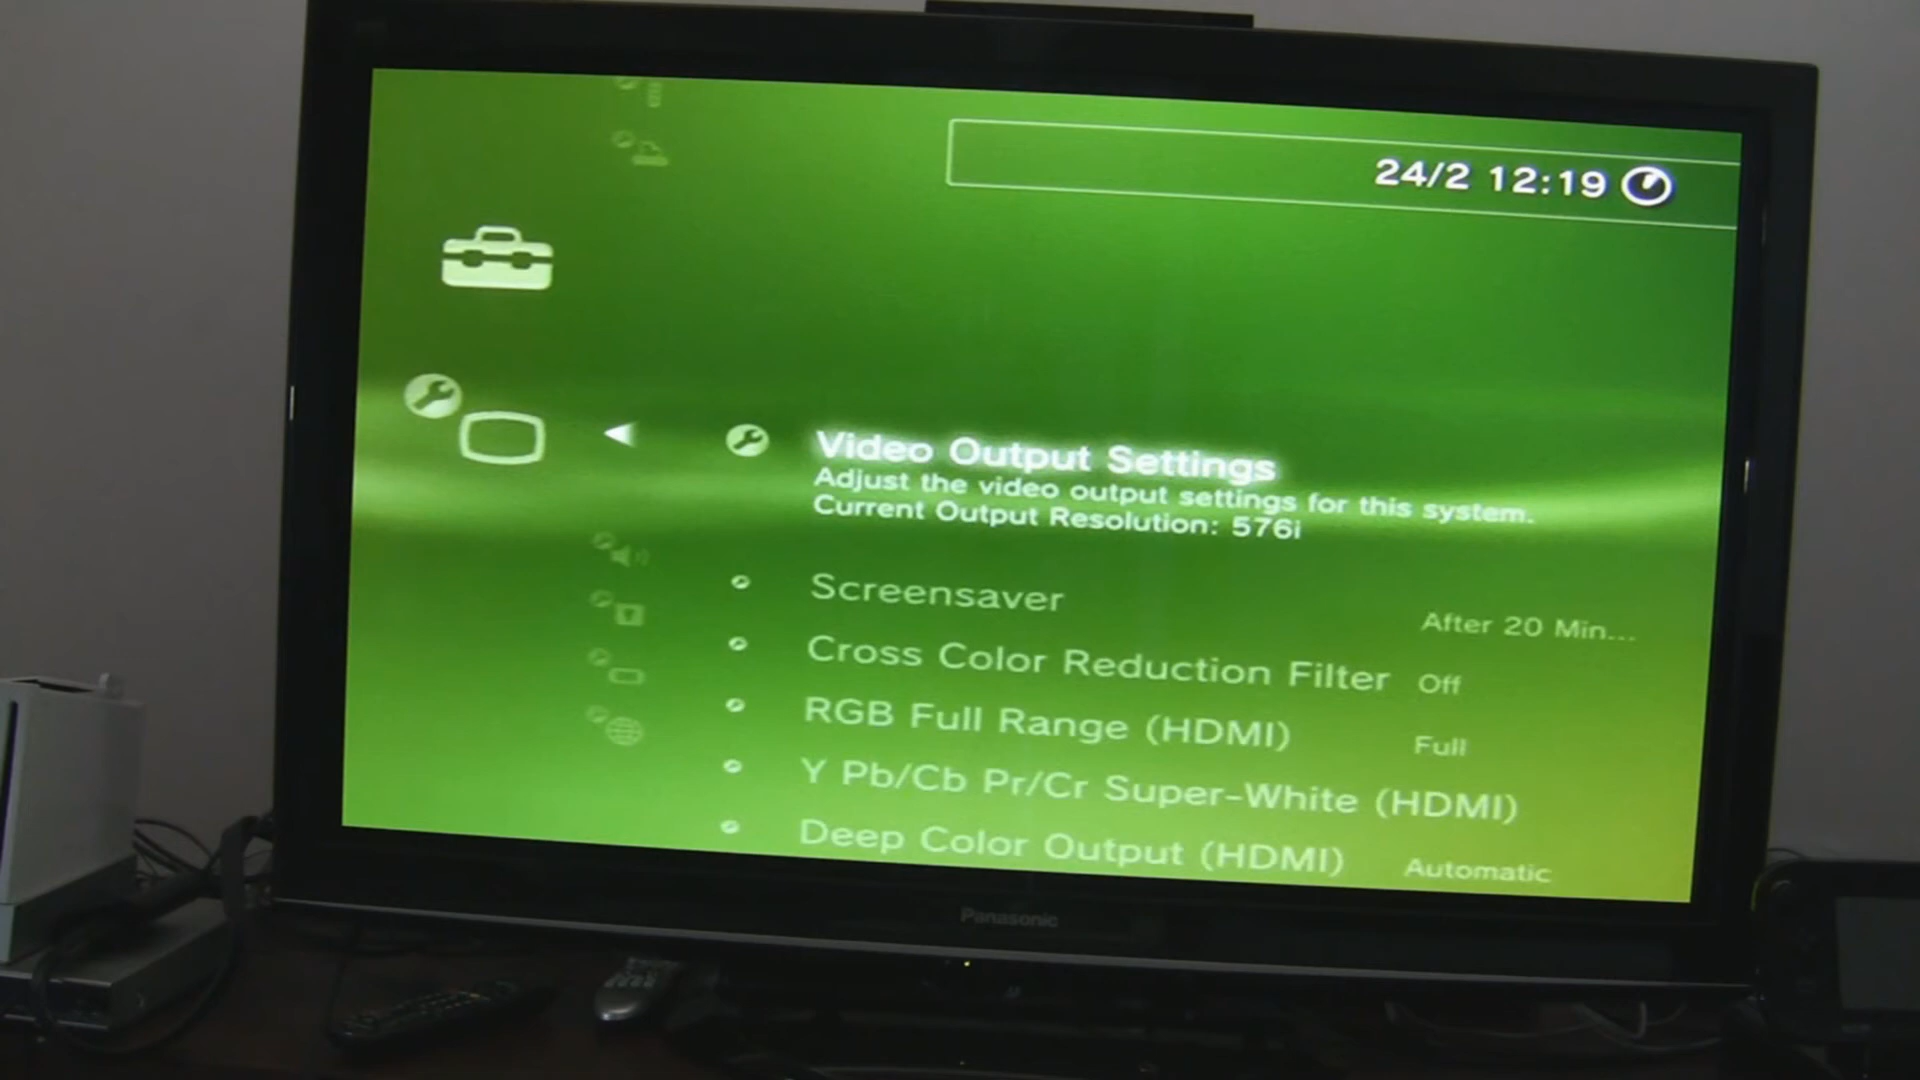 24/2 12:19
Video Output Settings
Adjust the video output settings for this system.
Current Output Resolution: 576i
Screensaver After 20 Min...
Cross Color Reduction Filter Off
RGB Full Range (HDMI) Full
Y Pb/Cb Pr/Cr Super-White (HDMI)
Deep Color Output (HDMI) Automatic
Panasonic